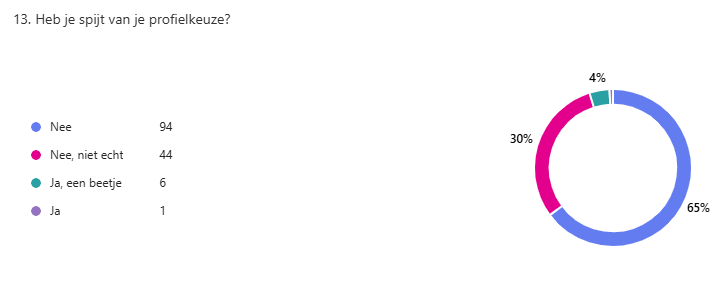 13. Heb je spijt van je profielkeuze?
Nee 94
Nee, niet echt 44
Ja, een beetje 6
Ja 1
4%
30%
65%